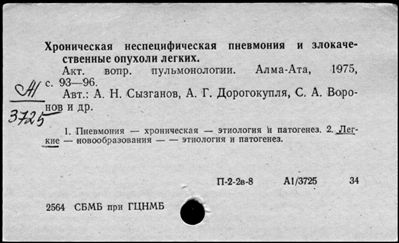 Хроническая неспецифическая пневмония и злокаче-
ственные опухоли легких.
Акт. вопр. пульмонологии. Алма-Ата, 1975,
с. 93—96.
Авт.: А. Н. Сызганов, А. Г. Дорогокупля, С. А. Воро-
нов и др.
А1
3725
1. Пневмония — хроническая — этиология и патогенез. 2. Лег-
кие — новообразования — — этиология и патогенез.
П-2-2в-8 А1/3725 34
2564 СБМБ при ГЦНМБ